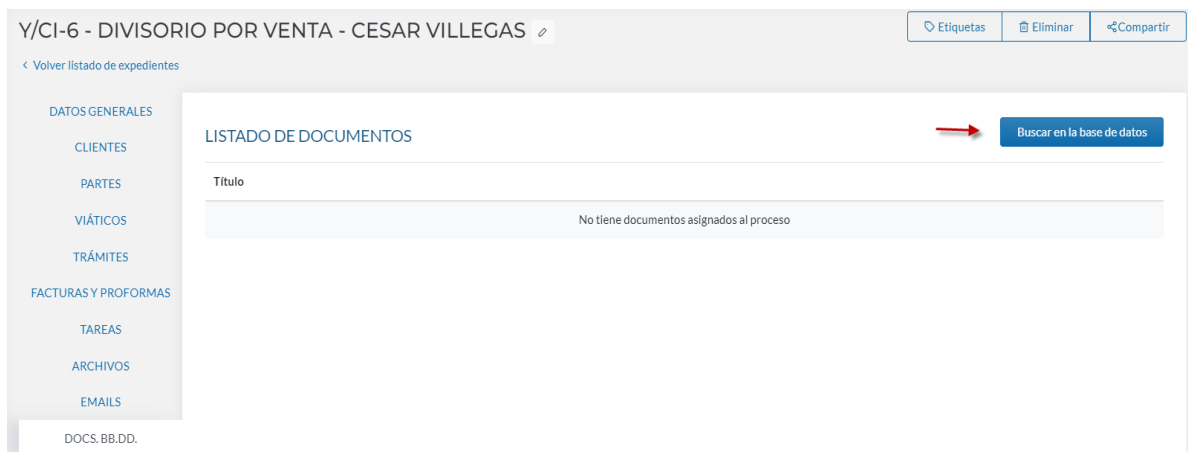 Y/CI-6 - DIVISORIO POR VENTA - CESAR VILLEGAS
Etiquetas
Eliminar
Compartir
Volver listado de expedientes
DATOS GENERALES
CLIENTES
PARTES
VIÁTICOS
TRÁMITES
FACTURAS Y PROFORMAS
TAREAS
ARCHIVOS
EMAILS
DOCS. BB.DD.
LISTADO DE DOCUMENTOS
Buscar en la base de datos
Título
No tiene documentos asignados al proceso